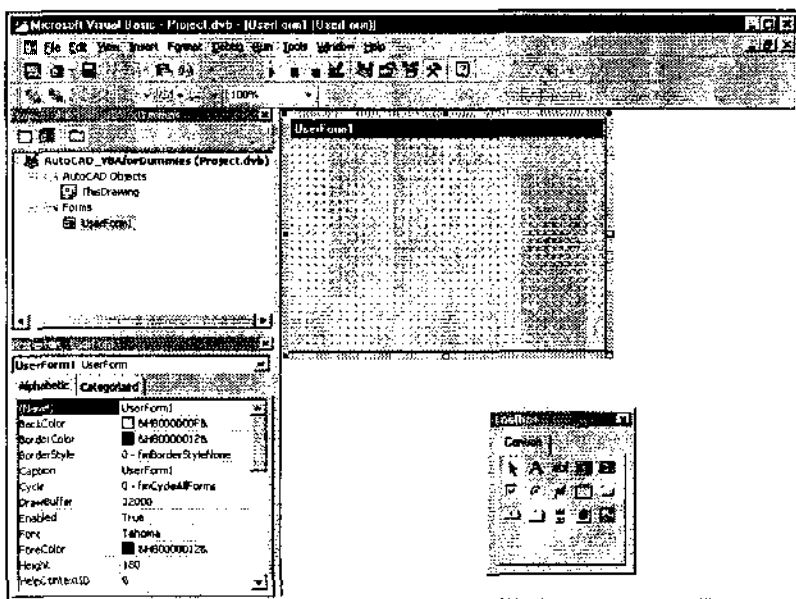 Microsoft Visual Basic - Project.dvb - [UserForm1 (UserForm)]
File Edit View Insert Format Debug Run Tools Window Help
100%
AutoCAD_VBAforDummies (Project.dvb)
AutoCAD Objects
ThisDrawing
Forms
UserForm1
UserForm1
UserForm1 UserForm
Alphabetic Categorized
(Name) UserForm1
BackColor &H8000000F&
BorderColor &H80000012&
BorderStyle 0 - fmBorderStyleNone
Caption UserForm1
Cycle 0 - fmCycleAllForms
DrawBuffer 32000
Enabled True
Font Tahoma
ForeColor &H80000012&
Height 180
HelpContextID 0
Toolbox
Controls